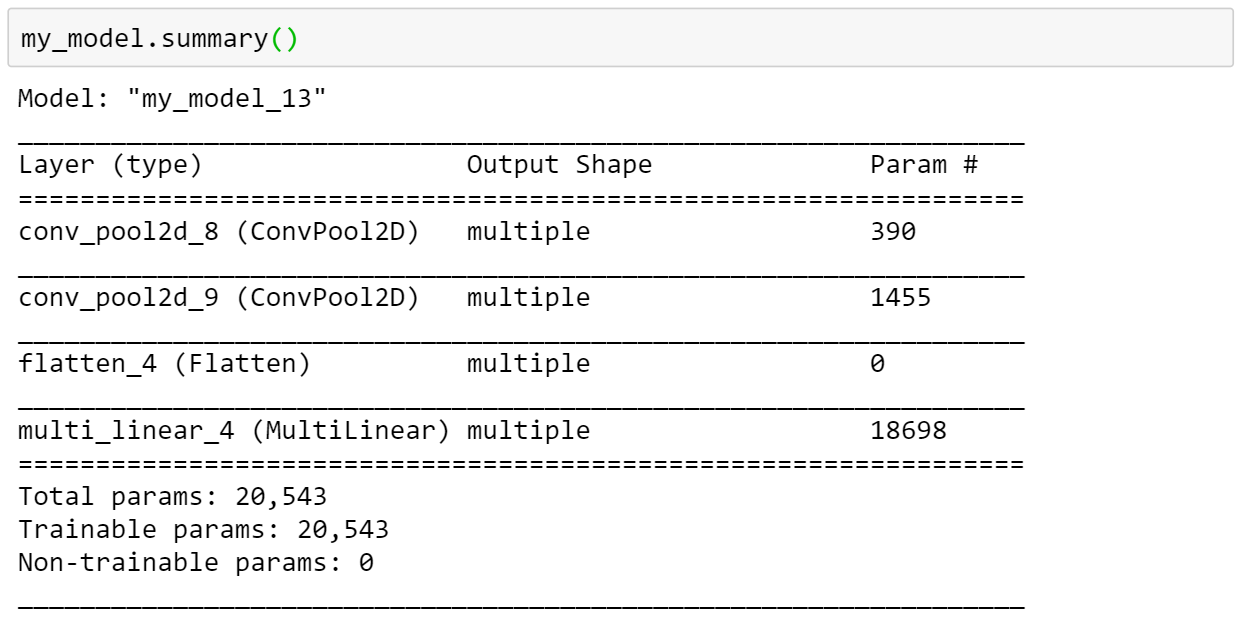 my_model.summary()
Model: "my_model_13"
_________________________________________________________________
Layer (type)                 Output Shape              Param #
=================================================================
conv_pool2d_8 (ConvPool2D)   multiple                  390
_________________________________________________________________
conv_pool2d_9 (ConvPool2D)   multiple                  1455
_________________________________________________________________
flatten_4 (Flatten)          multiple                  0
_________________________________________________________________
multi_linear_4 (MultiLinear) multiple                  18698
=================================================================
Total params: 20,543
Trainable params: 20,543
Non-trainable params: 0
_________________________________________________________________